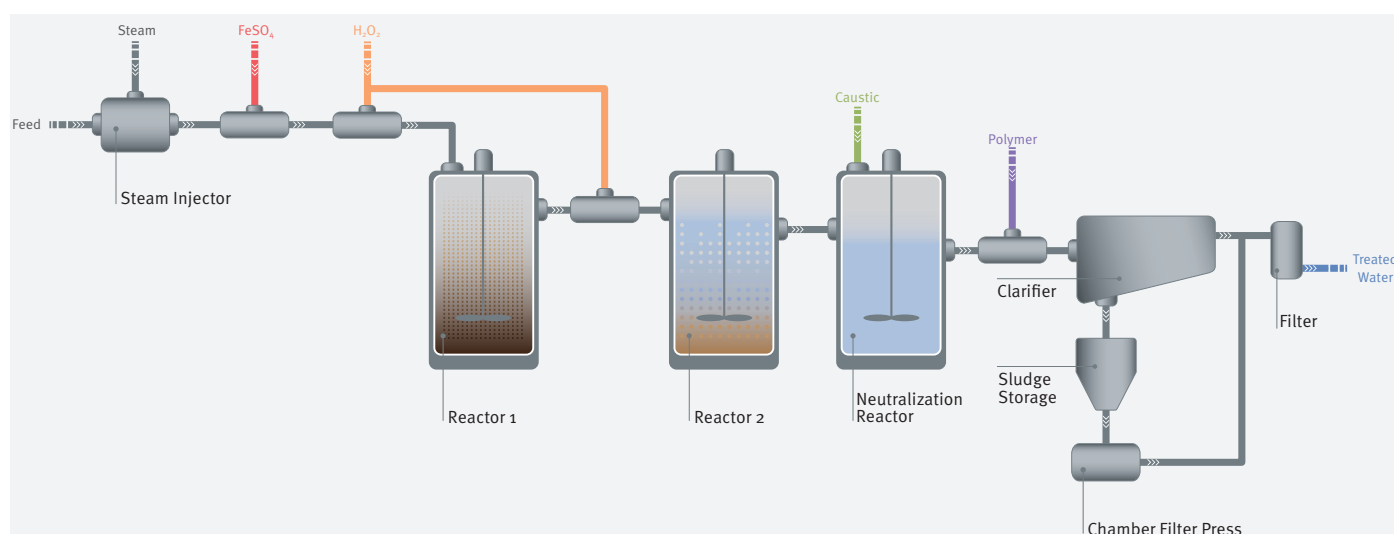 Steam
FeSO₄
H₂O₂
Feed
Steam Injector
Caustic
Polymer
Reactor 1
Reactor 2
Neutralization
Reactor
Clarifier
Sludge
Storage
Chamber Filter Press
Filter
Treated
Water